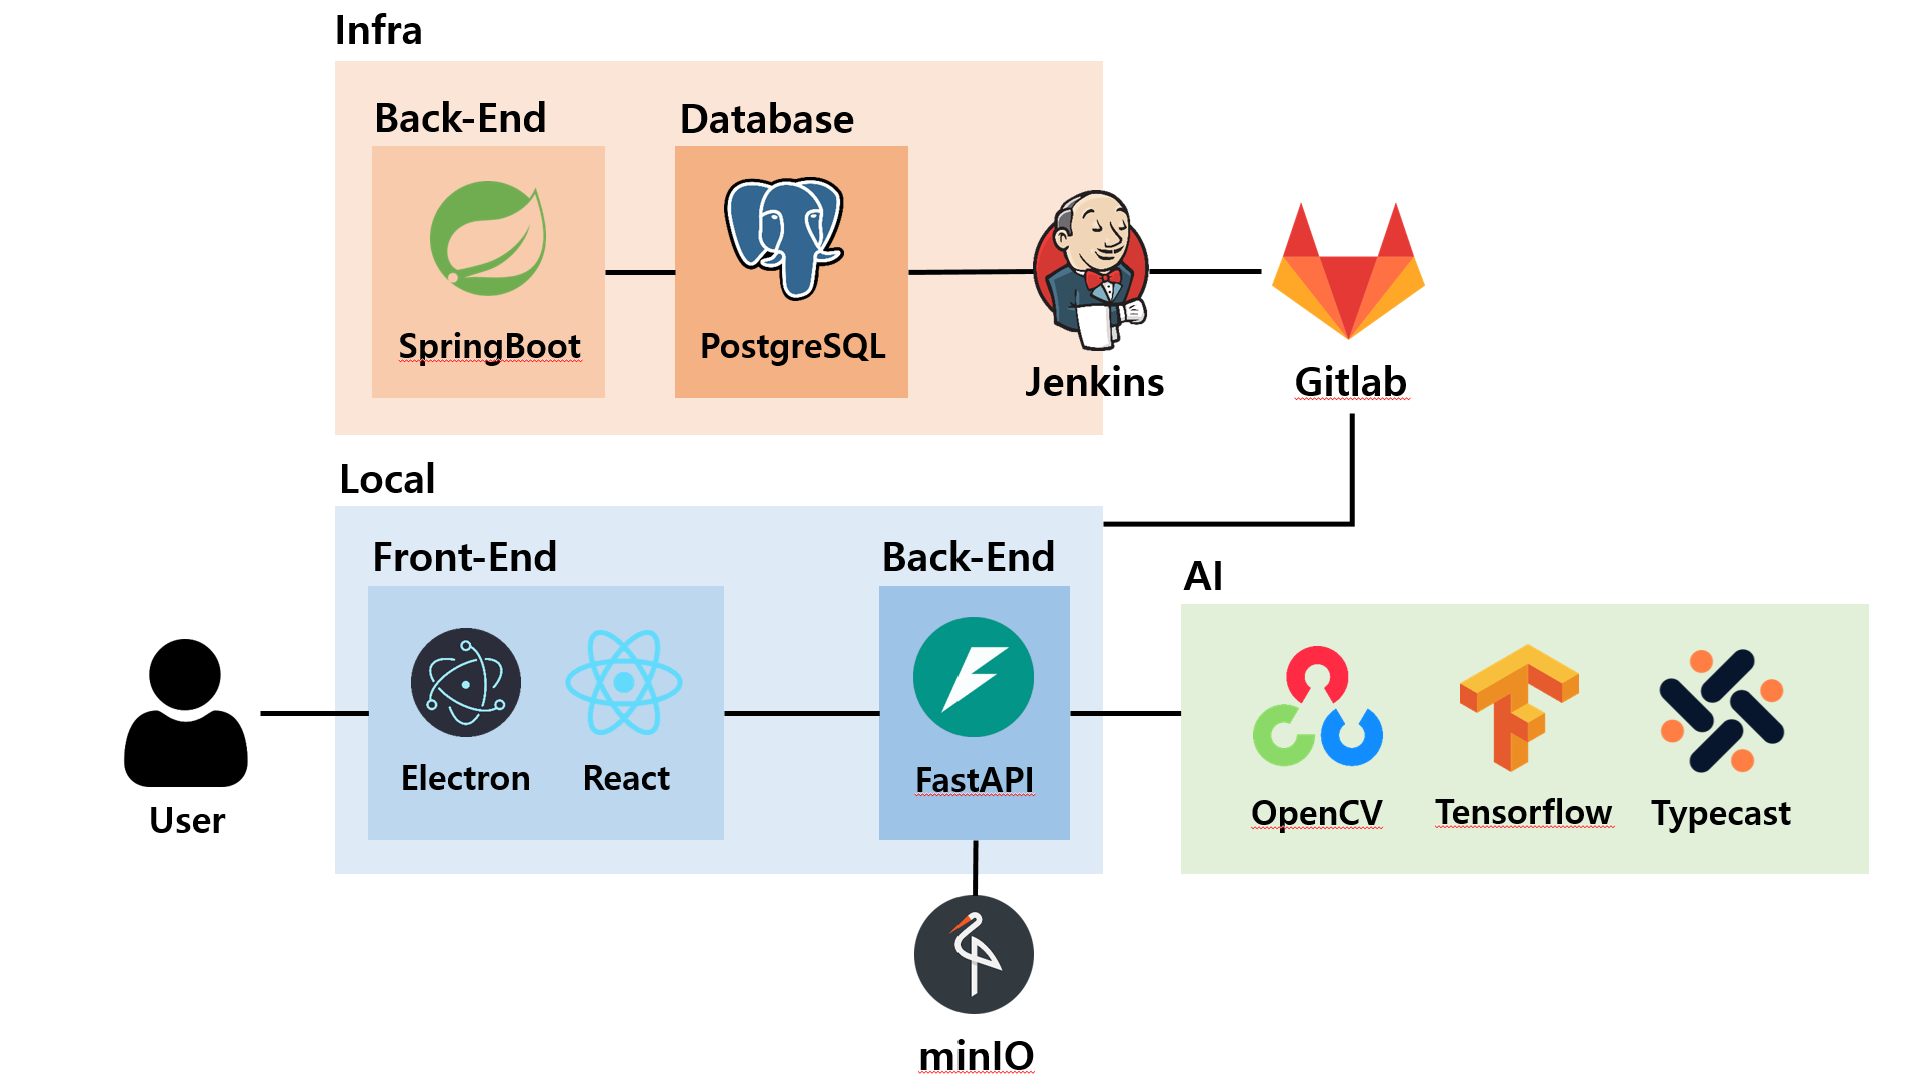 Infra
Back-End
Database
SpringBoot
PostgreSQL
Jenkins
Gitlab
Local
Front-End
Back-End
AI
Electron
React
FastAPI
OpenCV
Tensorflow
Typecast
User
minIO